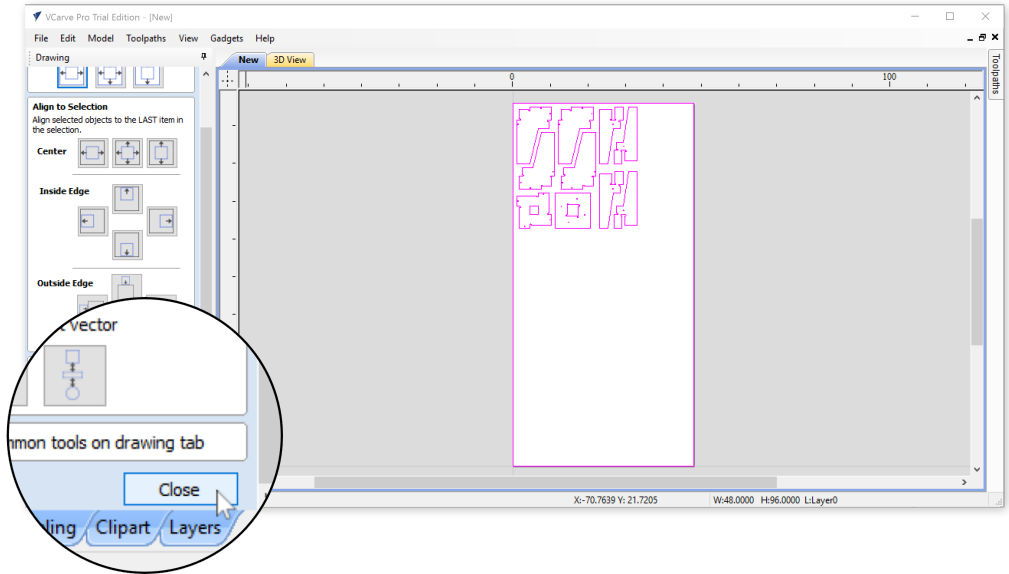 VCarve Pro Trial Edition - [New]
File Edit Model Toolpaths View Gadgets Help
Drawing
New 3D View
Toolpaths
0 100
Align to Selection
Align selected objects to the LAST item in
the selection.
Center
Inside Edge
Outside Edge
vector
mmon tools on drawing tab
Close
ling Clipart Layers
X:-70.7639 Y: 21.7205 W:48.0000 H:96.0000 L:Layer0